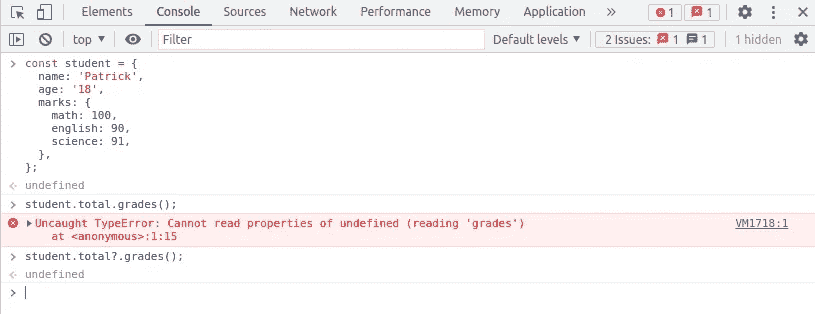 Elements Console Sources Network Performance Memory Application » 1 1
top ▼ Filter Default levels ▼ 2 Issues: 1 1 1 hidden
> const student = {
name: 'Patrick',
age: '18',
marks: {
math: 100,
english: 90,
science: 91,
},
};
undefined
> student.total.grades();
Uncaught TypeError: Cannot read properties of undefined (reading 'grades') VM1718:1
at <anonymous>:1:15
> student.total?.grades();
undefined
>